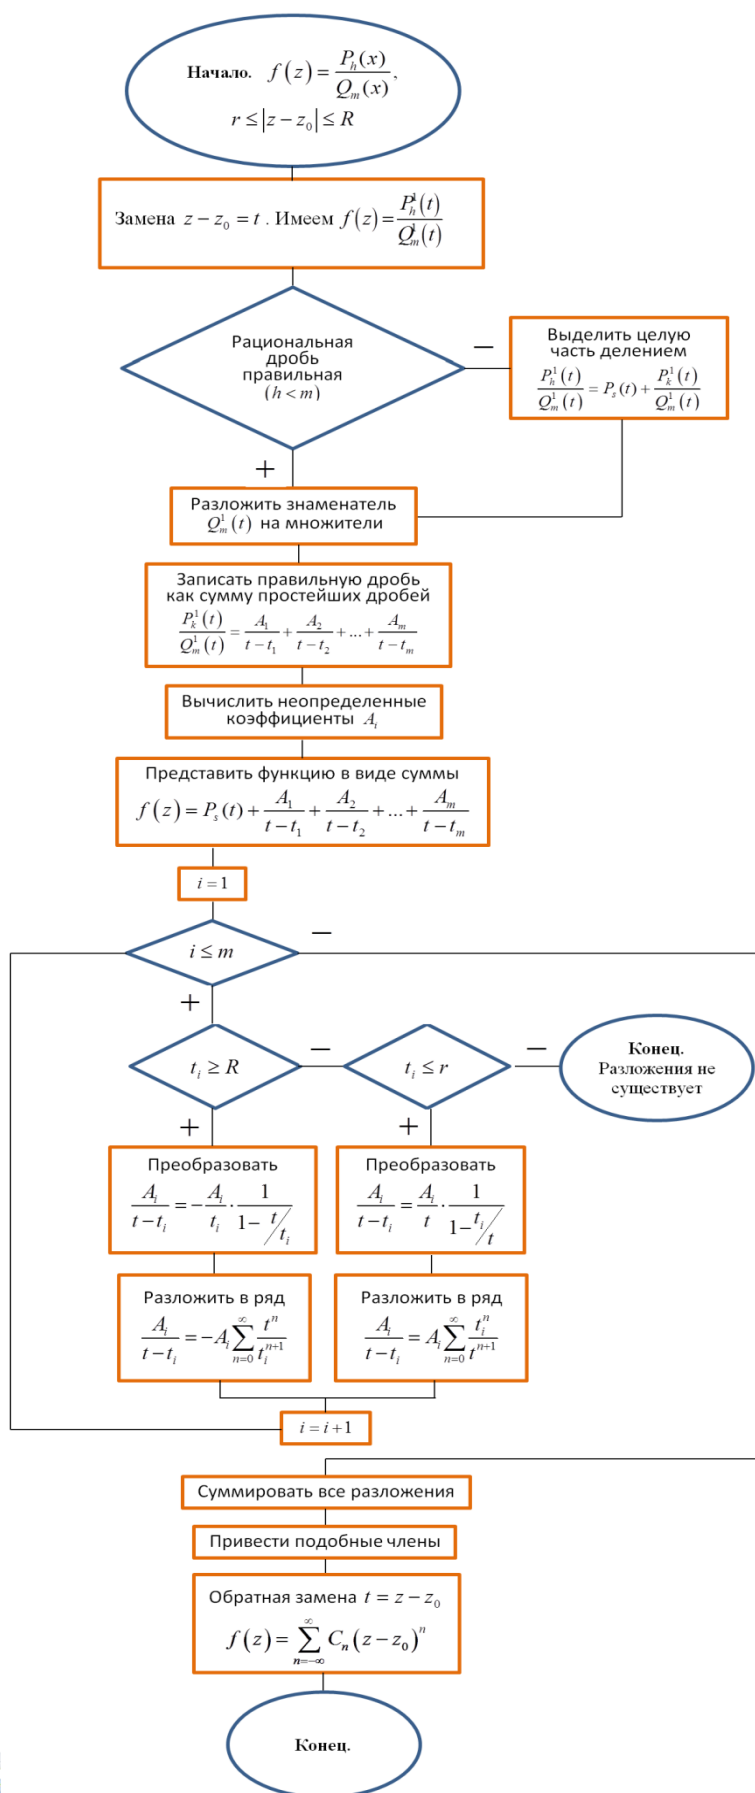 Начало. f(z) = P_h(x)/Q_m(x),
r ≤ |z − z_0| ≤ R
Замена z − z_0 = t . Имеем f(z) = P_h^1(t)/Q_m^1(t)
Рациональная
дробь
правильная
(h < m)
−
Выделить целую
часть делением
P_h^1(t)/Q_m^1(t) = P_s(t) + P_k^1(t)/Q_m^1(t)
+
Разложить знаменатель
Q_m^1(t) на множители
Записать правильную дробь
как сумму простейших дробей
P_k^1(t)/Q_m^1(t) = A_1/(t − t_1) + A_2/(t − t_2) + ... + A_m/(t − t_m)
Вычислить неопределенные
коэффициенты A_i
Представить функцию в виде суммы
f(z) = P_s(t) + A_1/(t − t_1) + A_2/(t − t_2) + ... + A_m/(t − t_m)
i = 1
i ≤ m
−
+
t_i ≥ R
−
t_i ≤ r
−
Конец.
Разложения не
существует
+
+
Преобразовать
A_i/(t − t_i) = −A_i/t_i · 1/(1 − t/t_i)
Преобразовать
A_i/(t − t_i) = A_i/t · 1/(1 − t_i/t)
Разложить в ряд
A_i/(t − t_i) = −A_i ∑_{n=0}^{∞} t^n/t_i^{n+1}
Разложить в ряд
A_i/(t − t_i) = A_i ∑_{n=0}^{∞} t_i^n/t^{n+1}
i = i + 1
Суммировать все разложения
Привести подобные члены
Обратная замена t = z − z_0
f(z) = ∑_{n=−∞}^{∞} C_n (z − z_0)^n
Конец.